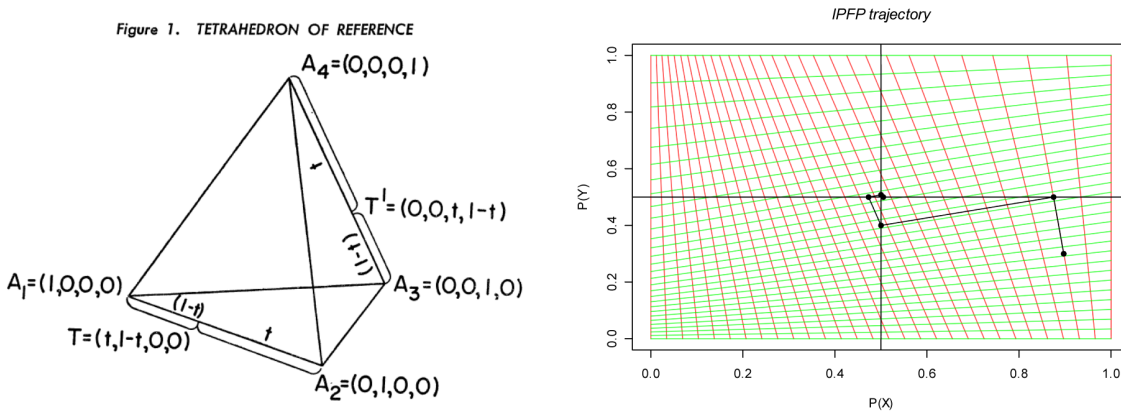 Figure 1. TETRAHEDRON OF REFERENCE
A4=(0,0,0,1)
t
T'=(0,0,t,1-t)
(t-1)
A1=(1,0,0,0)
A3=(0,0,1,0)
(1-t)
t
T=(t,1-t,0,0)
A2=(0,1,0,0)
IPFP trajectory
P(Y)
1.0
0.8
0.6
0.4
0.2
0.0
0.0 0.2 0.4 0.6 0.8 1.0
P(X)